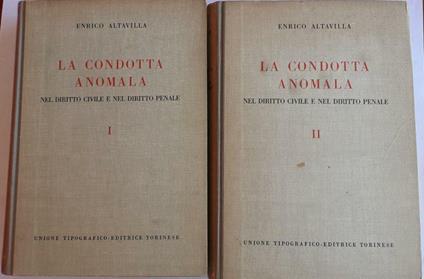 ENRICO ALTAVILLA
LA CONDOTTA
ANOMALA
NEL DIRITTO CIVILE E NEL DIRITTO PENALE
I
UNIONE TIPOGRAFICO-EDITRICE TORINESE
ENRICO ALTAVILLA
LA CONDOTTA
ANOMALA
NEL DIRITTO CIVILE E NEL DIRITTO PENALE
II
UNIONE TIPOGRAFICO-EDITRICE TORINESE